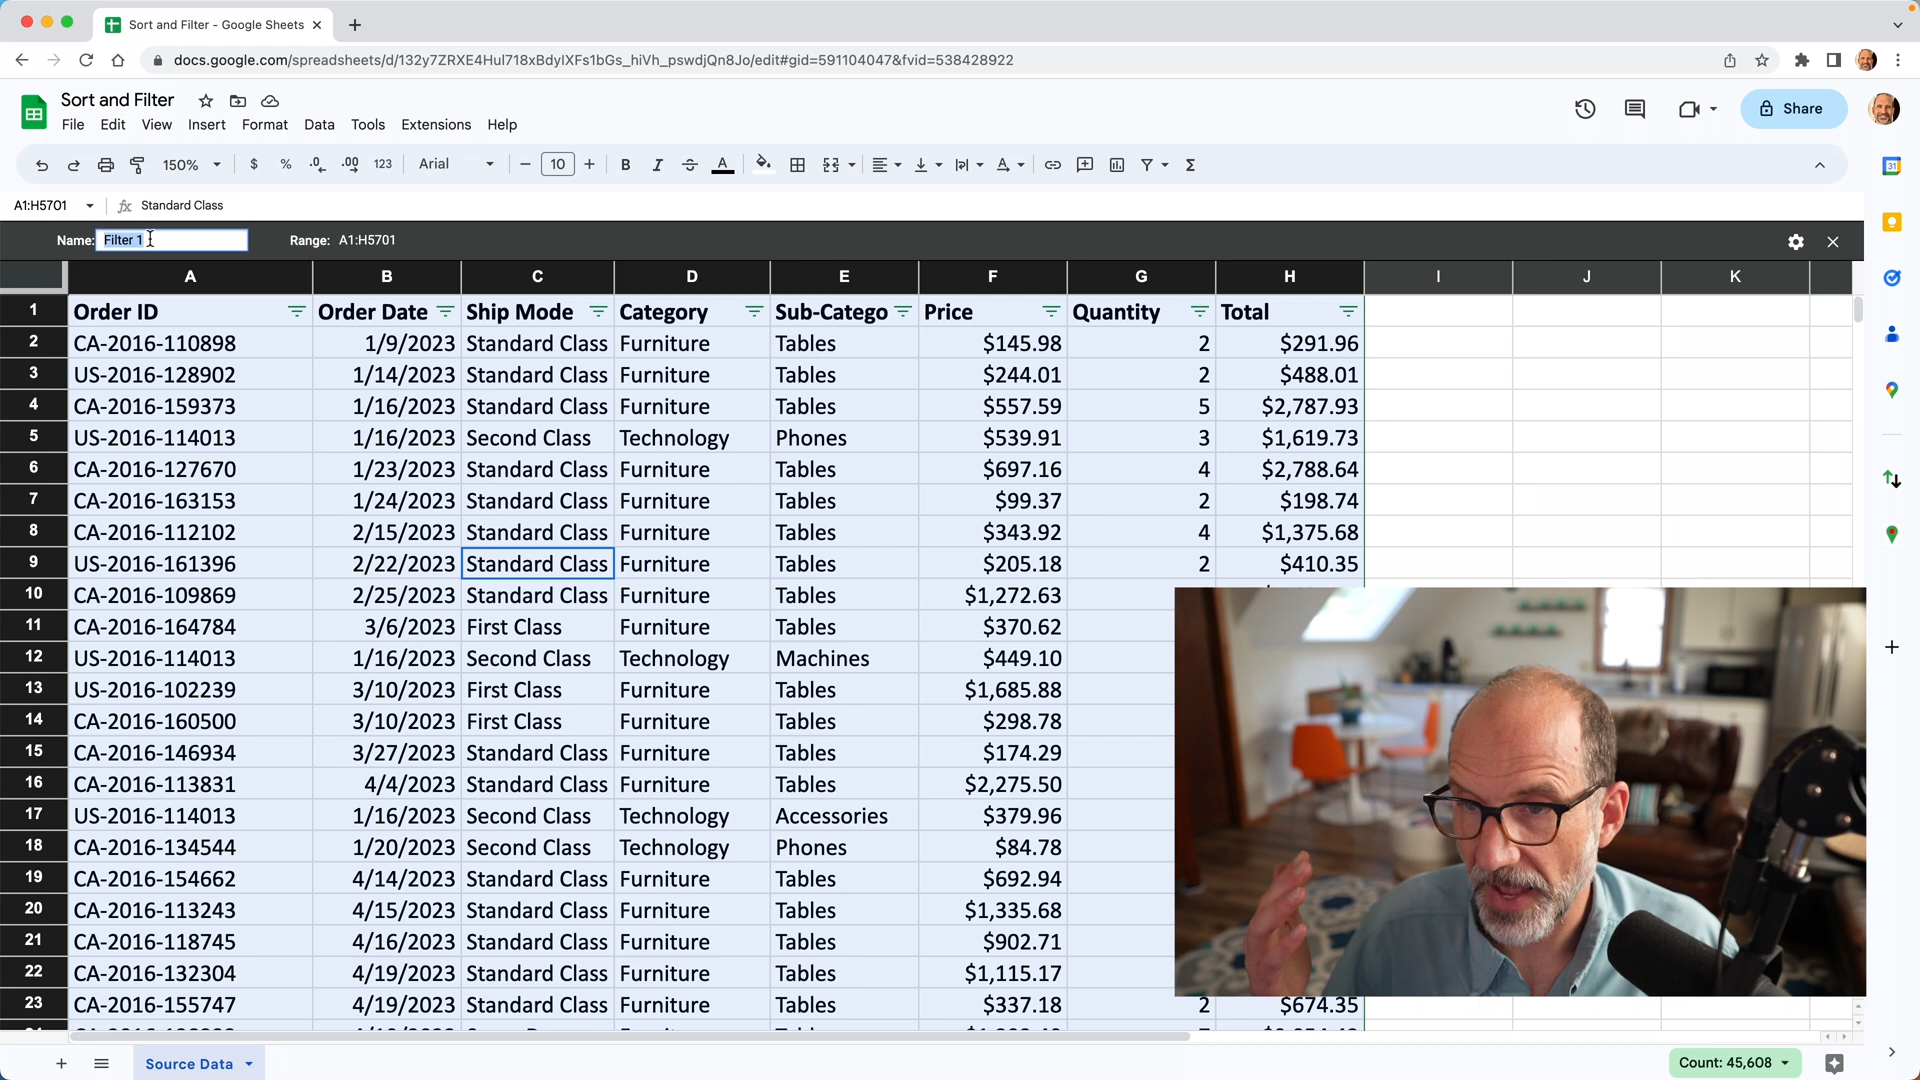 Sort and Filter - Google Sheets
docs.google.com/spreadsheets/d/132y7ZRXE4Hul718xBdyIXFs1bGs_hiVh_pswdjQn8Jo/edit#gid=591104047&fvid=538428922
Sort and Filter
File Edit View Insert Format Data Tools Extensions Help
Share
150% $ % .0 .00 123 Arial 10 B I S A Σ
31
A1:H5701 fx Standard Class
Name: Filter 1 Range: A1:H5701
A B C D E F G H I J K
1 Order ID Order Date Ship Mode Category Sub-Catego Price Quantity Total
2 CA-2016-110898 1/9/2023 Standard Class Furniture Tables $145.98 2 $291.96
3 US-2016-128902 1/14/2023 Standard Class Furniture Tables $244.01 2 $488.01
4 CA-2016-159373 1/16/2023 Standard Class Furniture Tables $557.59 5 $2,787.93
5 US-2016-114013 1/16/2023 Second Class Technology Phones $539.91 3 $1,619.73
6 CA-2016-127670 1/23/2023 Standard Class Furniture Tables $697.16 4 $2,788.64
7 CA-2016-163153 1/24/2023 Standard Class Furniture Tables $99.37 2 $198.74
8 CA-2016-112102 2/15/2023 Standard Class Furniture Tables $343.92 4 $1,375.68
9 US-2016-161396 2/22/2023 Standard Class Furniture Tables $205.18 2 $410.35
10 CA-2016-109869 2/25/2023 Standard Class Furniture Tables $1,272.63
11 CA-2016-164784 3/6/2023 First Class Furniture Tables $370.62
12 US-2016-114013 1/16/2023 Second Class Technology Machines $449.10
13 US-2016-102239 3/10/2023 First Class Furniture Tables $1,685.88
14 CA-2016-160500 3/10/2023 First Class Furniture Tables $298.78
15 CA-2016-146934 3/27/2023 Standard Class Furniture Tables $174.29
16 CA-2016-113831 4/4/2023 Standard Class Furniture Tables $2,275.50
17 US-2016-114013 1/16/2023 Second Class Technology Accessories $379.96
18 CA-2016-134544 1/20/2023 Second Class Technology Phones $84.78
19 CA-2016-154662 4/14/2023 Standard Class Furniture Tables $692.94
20 CA-2016-113243 4/15/2023 Standard Class Furniture Tables $1,335.68
21 CA-2016-118745 4/16/2023 Standard Class Furniture Tables $902.71
22 CA-2016-132304 4/19/2023 Standard Class Furniture Tables $1,115.17
23 CA-2016-155747 4/19/2023 Standard Class Furniture Tables $337.18 2 $674.35
Source Data
Count: 45,608